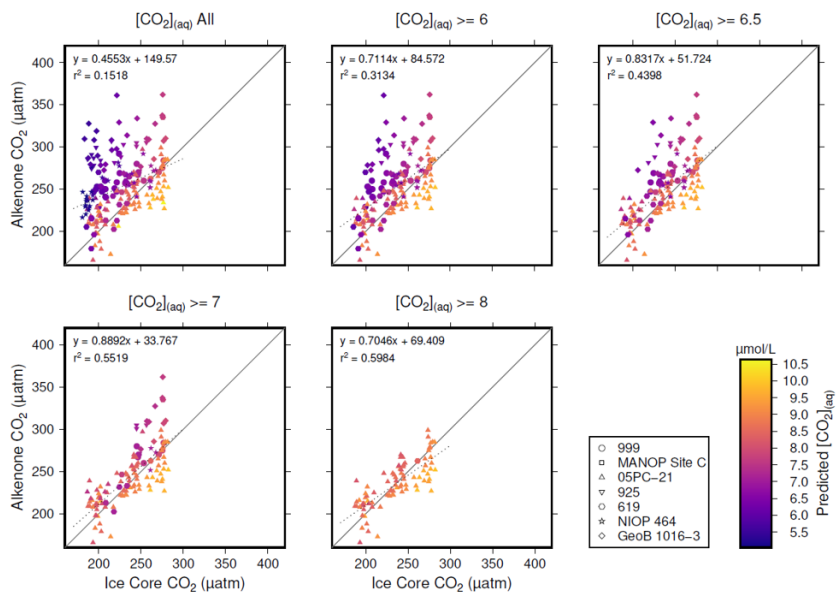 [CO₂](aq) All
[CO₂](aq) >= 6
[CO₂](aq) >= 6.5
y = 0.4553x + 149.57
r² = 0.1518
y = 0.7114x + 84.572
r² = 0.3134
y = 0.8317x + 51.724
r² = 0.4398
Alkenone CO₂ (µatm)
400
350
300
250
200
[CO₂](aq) >= 7
[CO₂](aq) >= 8
y = 0.8892x + 33.767
r² = 0.5519
y = 0.7046x + 69.409
r² = 0.5984
Alkenone CO₂ (µatm)
400
350
300
250
200
200 250 300 350 400
200 250 300 350 400
Ice Core CO₂ (µatm)
Ice Core CO₂ (µatm)
999
MANOP Site C
05PC−21
925
619
NIOP 464
GeoB 1016−3
µmol/L
10.5
10.0
9.5
9.0
8.5
8.0
7.5
7.0
6.5
6.0
5.5
Predicted [CO₂](aq)